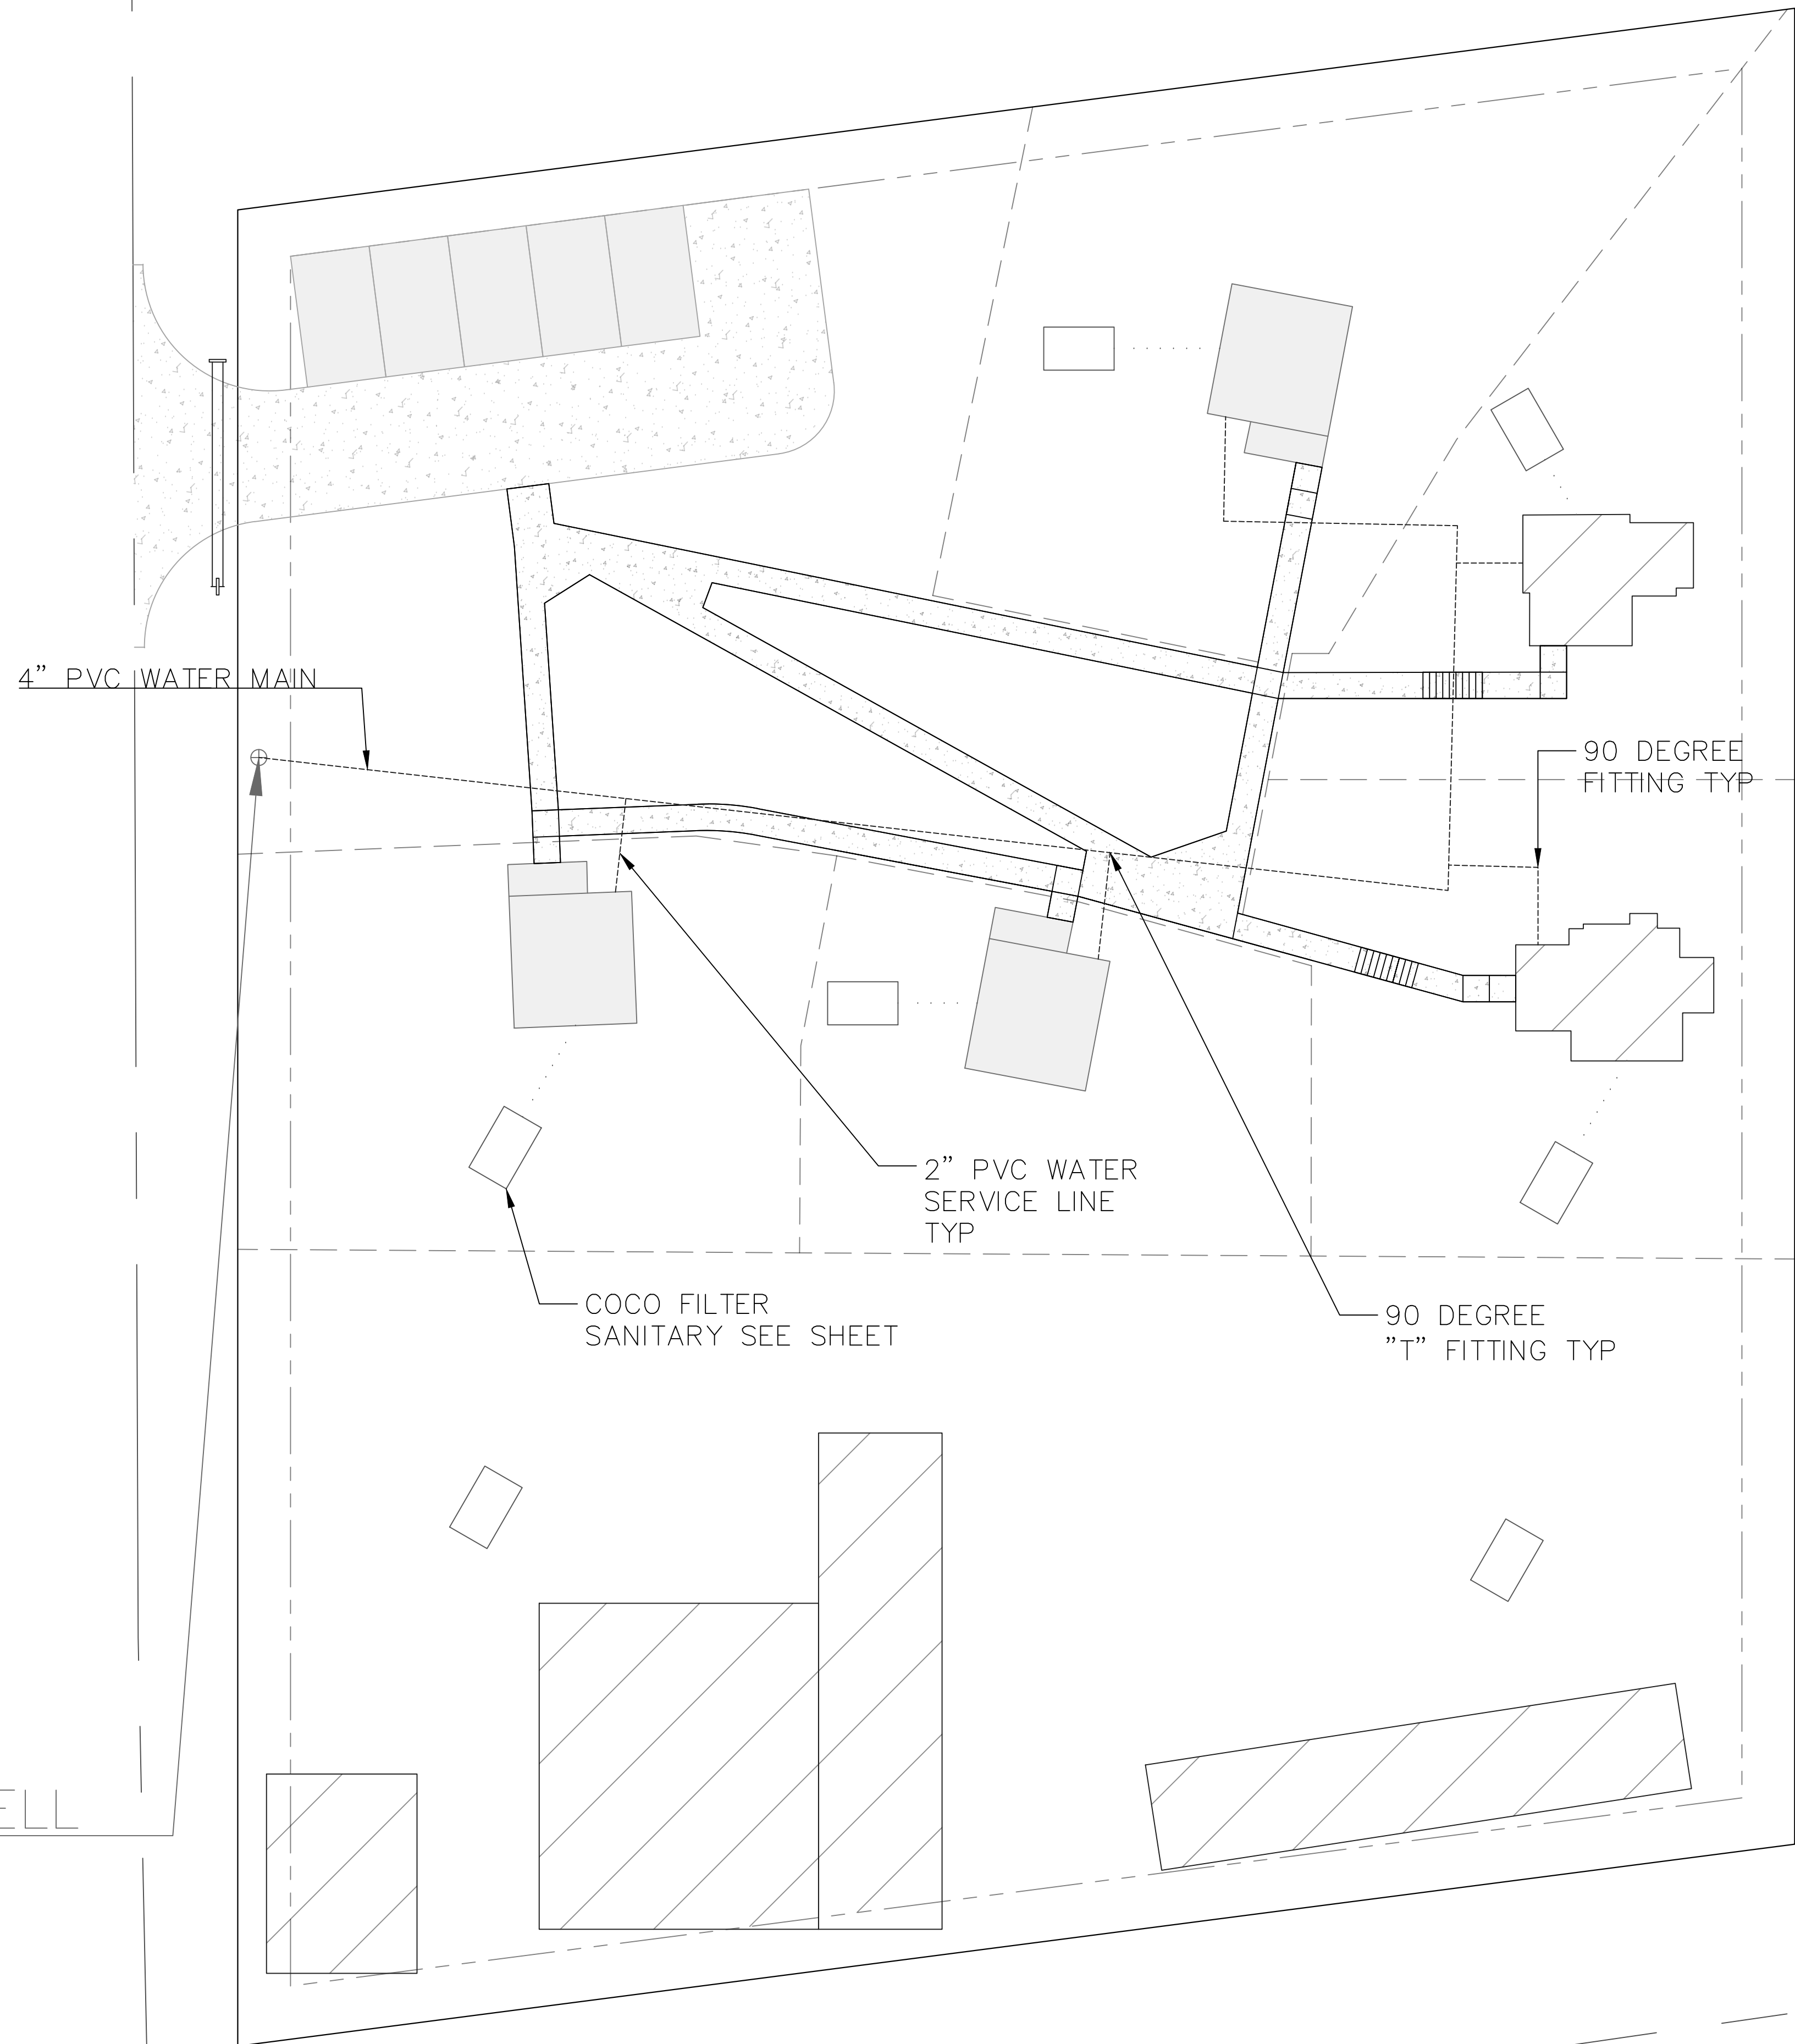 4” PVC WATER MAIN
90 DEGREE
FITTING TYP
2” PVC WATER
SERVICE LINE
TYP
COCO FILTER
SANITARY SEE SHEET
90 DEGREE
”T” FITTING TYP
ELL